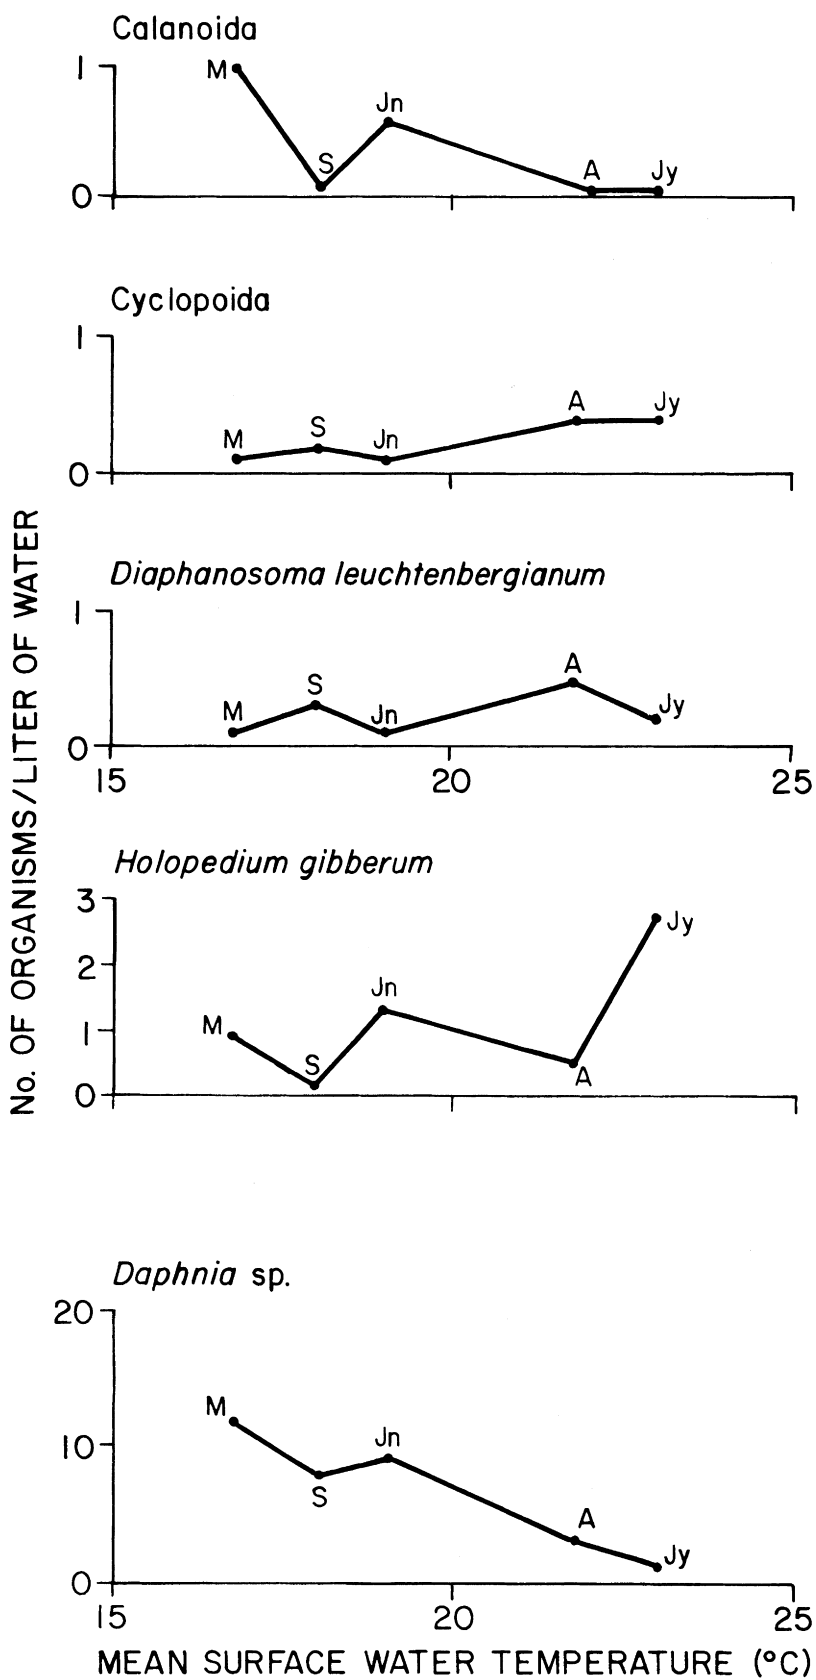 Calanoida
1
M
Jn
S
A
Jy
0
Cyclopoida
1
M
S
Jn
A
Jy
0
No. OF ORGANISMS/LITER OF WATER
Diaphanosoma leuchtenbergianum
1
M
S
Jn
A
Jy
0
15 20 25
Holopedium gibberum
3
2
1
0
M
S
Jn
A
Jy
Daphnia sp.
20
10
0
M
S
Jn
A
Jy
15 20 25
MEAN SURFACE WATER TEMPERATURE (°C)